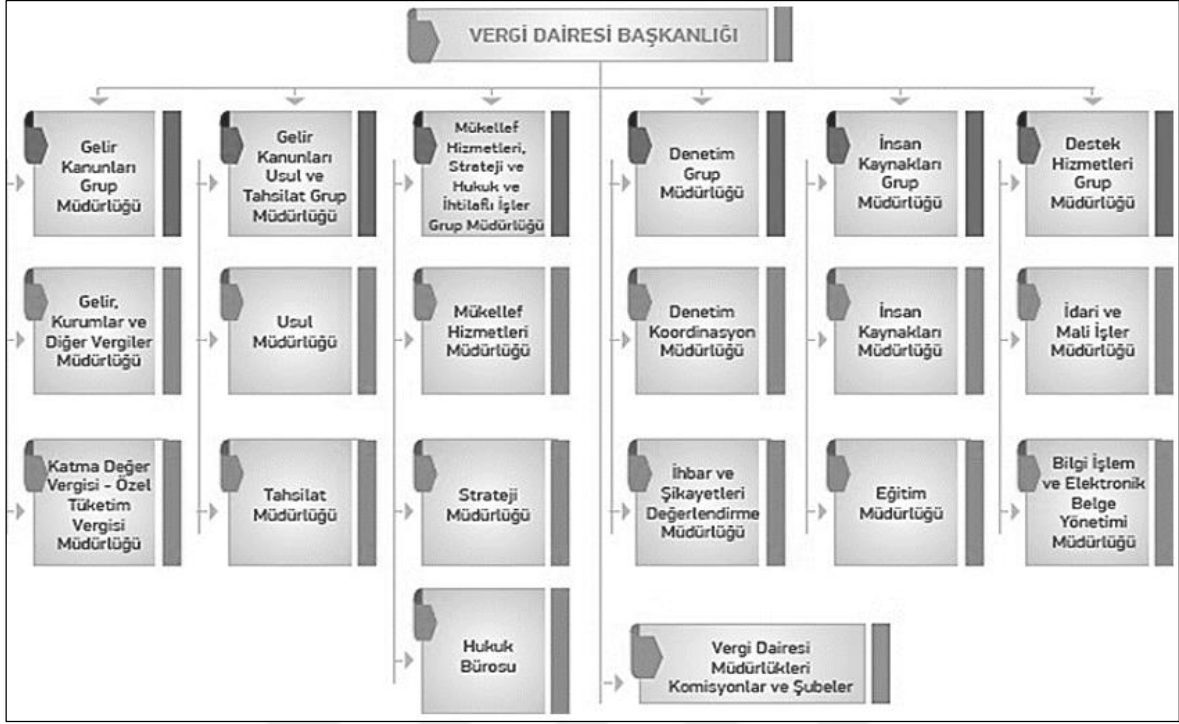 VERGİ DAİRESİ BAŞKANLIĞI
Gelir
Kanunları
Grup
Müdürlüğü
Gelir
Kanunları
Usul ve
Tahsilat Grup
Müdürlüğü
Mükellef
Hizmetleri,
Strateji ve
Hukuk ve
İhtilaflı İşler
Grup Müdürlüğü
Denetim
Grup
Müdürlüğü
İnsan
Kaynakları
Grup
Müdürlüğü
Destek
Hizmetleri
Grup
Müdürlüğü
Gelir,
Kurumlar ve
Diğer Vergiler
Müdürlüğü
Usul
Müdürlüğü
Mükellef
Hizmetleri
Müdürlüğü
Denetim
Koordinasyon
Müdürlüğü
İnsan
Kaynakları
Müdürlüğü
İdari ve
Mali İşler
Müdürlüğü
Katma Değer
Vergisi - Özel
Tüketim
Vergisi
Müdürlüğü
Tahsilat
Müdürlüğü
Strateji
Müdürlüğü
İhbar ve
Şikayetleri
Değerlendirme
Müdürlüğü
Eğitim
Müdürlüğü
Bilgi İşlem
ve Elektronik
Belge
Yönetimi
Müdürlüğü
Hukuk
Bürosu
Vergi Dairesi
Müdürlükleri
Komisyonlar ve Şubeler